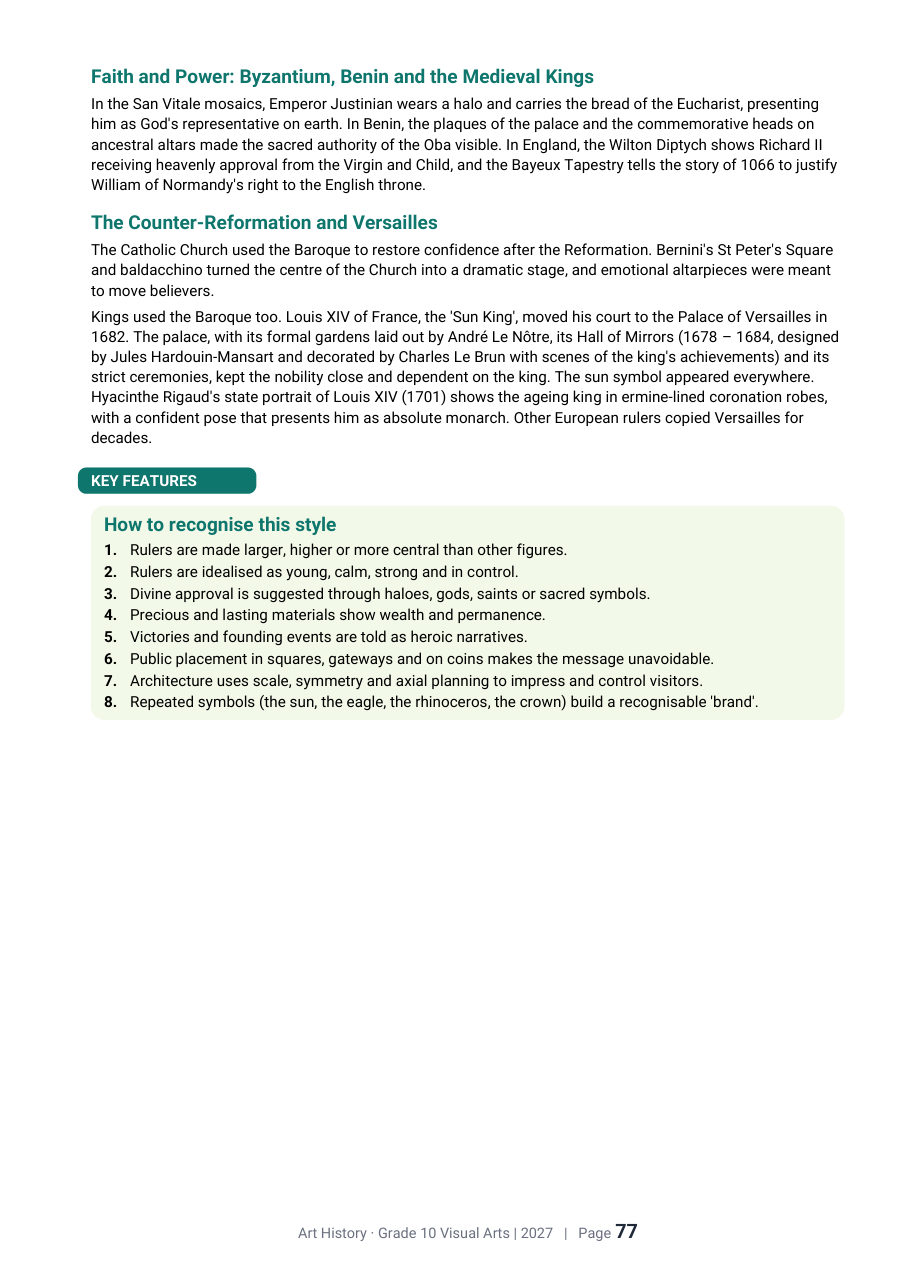 Faith and Power: Byzantium, Benin and the Medieval Kings
In the San Vitale mosaics, Emperor Justinian wears a halo and carries the bread of the Eucharist, presenting
him as God's representative on earth. In Benin, the plaques of the palace and the commemorative heads on
ancestral altars made the sacred authority of the Oba visible. In England, the Wilton Diptych shows Richard II
receiving heavenly approval from the Virgin and Child, and the Bayeux Tapestry tells the story of 1066 to justify
William of Normandy's right to the English throne.
The Counter-Reformation and Versailles
The Catholic Church used the Baroque to restore confidence after the Reformation. Bernini's St Peter's Square
and baldacchino turned the centre of the Church into a dramatic stage, and emotional altarpieces were meant
to move believers.
Kings used the Baroque too. Louis XIV of France, the 'Sun King', moved his court to the Palace of Versailles in
1682. The palace, with its formal gardens laid out by André Le Nôtre, its Hall of Mirrors (1678 – 1684, designed
by Jules Hardouin-Mansart and decorated by Charles Le Brun with scenes of the king's achievements) and its
strict ceremonies, kept the nobility close and dependent on the king. The sun symbol appeared everywhere.
Hyacinthe Rigaud's state portrait of Louis XIV (1701) shows the ageing king in ermine-lined coronation robes,
with a confident pose that presents him as absolute monarch. Other European rulers copied Versailles for
decades.
KEY FEATURES
How to recognise this style
1. Rulers are made larger, higher or more central than other figures.
2. Rulers are idealised as young, calm, strong and in control.
3. Divine approval is suggested through haloes, gods, saints or sacred symbols.
4. Precious and lasting materials show wealth and permanence.
5. Victories and founding events are told as heroic narratives.
6. Public placement in squares, gateways and on coins makes the message unavoidable.
7. Architecture uses scale, symmetry and axial planning to impress and control visitors.
8. Repeated symbols (the sun, the eagle, the rhinoceros, the crown) build a recognisable 'brand'.
Art History · Grade 10 Visual Arts | 2027 | Page 77